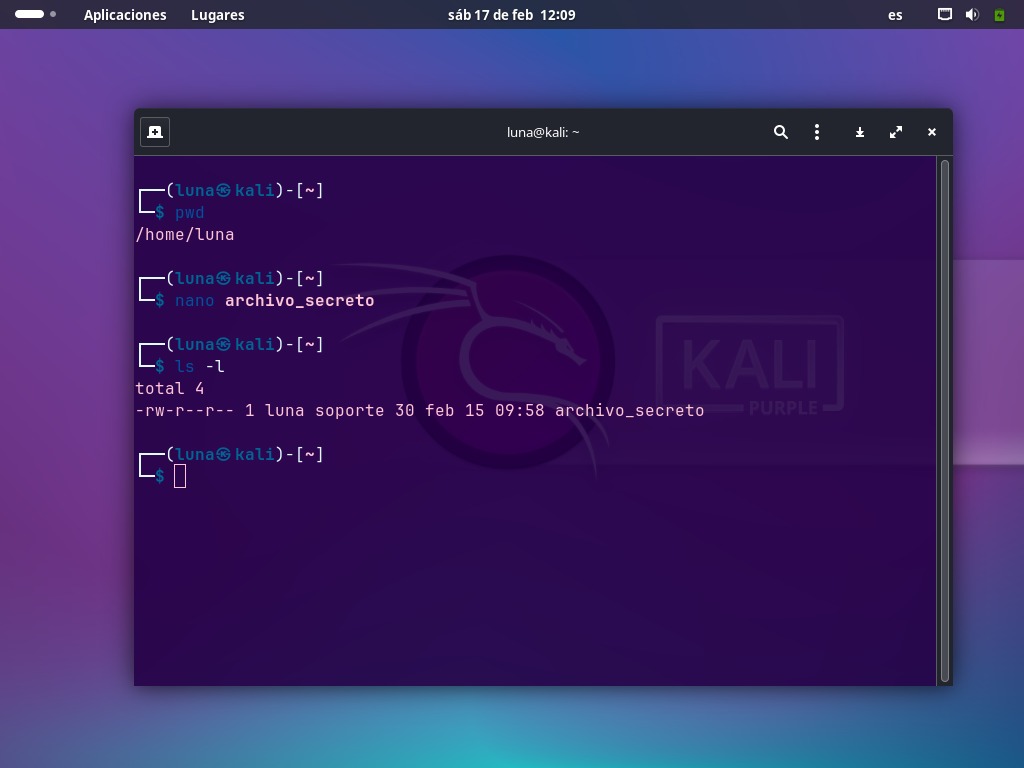 Aplicaciones Lugares sáb 17 de feb 12:09 es
luna@kali: ~
┌──(luna㉿kali)-[~]
└─$ pwd
/home/luna
┌──(luna㉿kali)-[~]
└─$ nano archivo_secreto
┌──(luna㉿kali)-[~]
└─$ ls -l
total 4
-rw-r--r-- 1 luna soporte 30 feb 15 09:58 archivo_secreto
┌──(luna㉿kali)-[~]
└─$
KALI
PURPLE